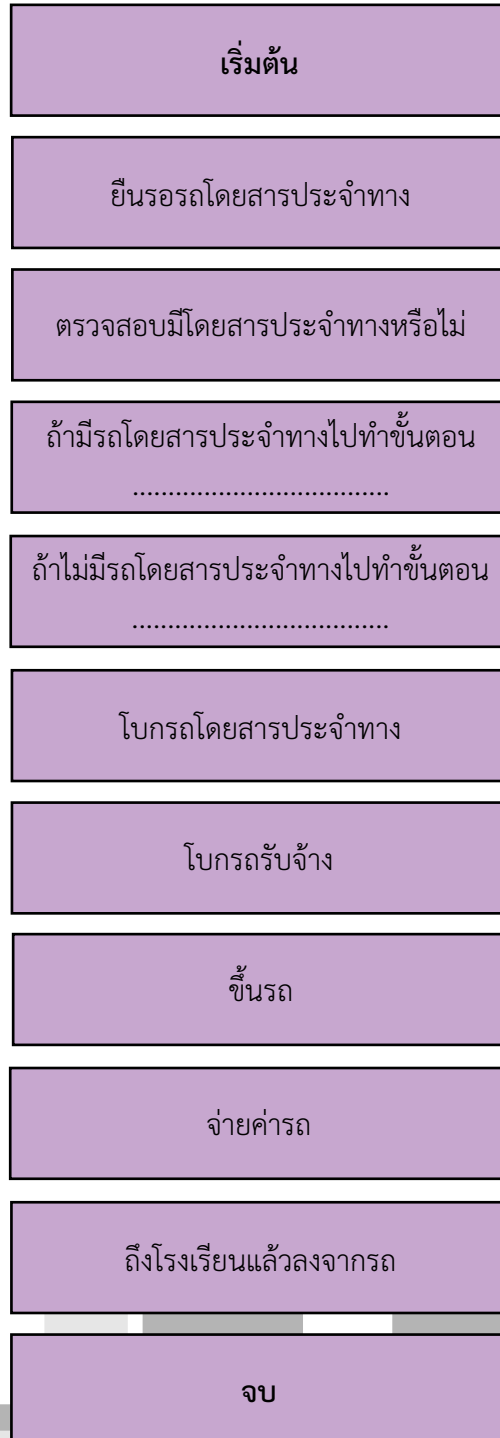 เริ่มต้น
ยืนรอรถโดยสารประจำทาง
ตรวจสอบมีโดยสารประจำทางหรือไม่
ถ้ามีรถโดยสารประจำทางไปทำขั้นตอน
....................................
ถ้าไม่มีรถโดยสารประจำทางไปทำขั้นตอน
....................................
โบกรถโดยสารประจำทาง
โบกรถรับจ้าง
ขึ้นรถ
จ่ายค่ารถ
ถึงโรงเรียนแล้วลงจากรถ
จบ